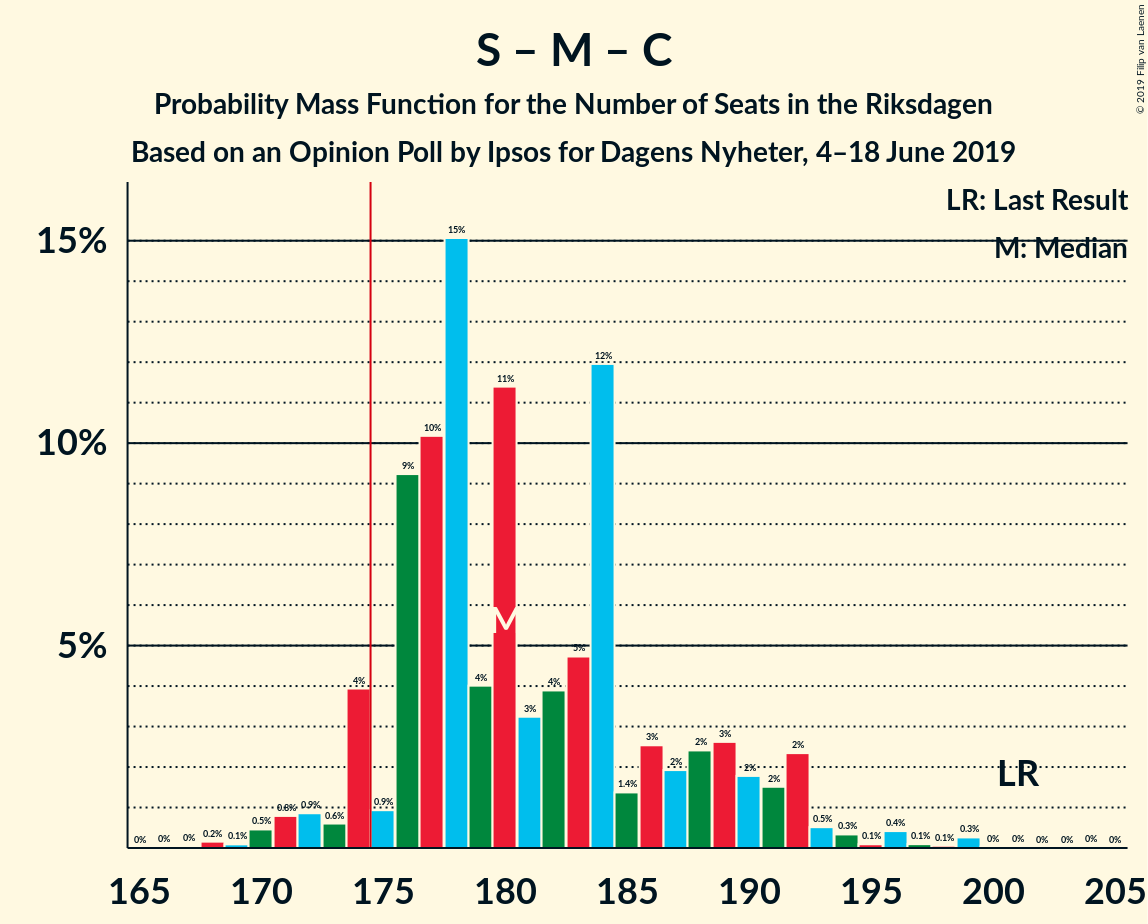 S – M – C
Probability Mass Function for the Number of Seats in the Riksdagen
Based on an Opinion Poll by Ipsos for Dagens Nyheter, 4–18 June 2019
© 2019 Filip van Laenen
LR: Last Result
M: Median
15%
10%
5%
0% 0% 0% 0.2% 0.1% 0.5% 0.8% 0.9% 0.6% 4% 0.9% 9% 10% 15% 4% 11% 3% 4% 5% 12% 1.4% 3% 2% 2% 3% 2% 2% 2% 0.5% 0.3% 0.1% 0.4% 0.1% 0.1% 0.3% 0% 0% 0% 0% 0% 0%
M
LR
165 170 175 180 185 190 195 200 205